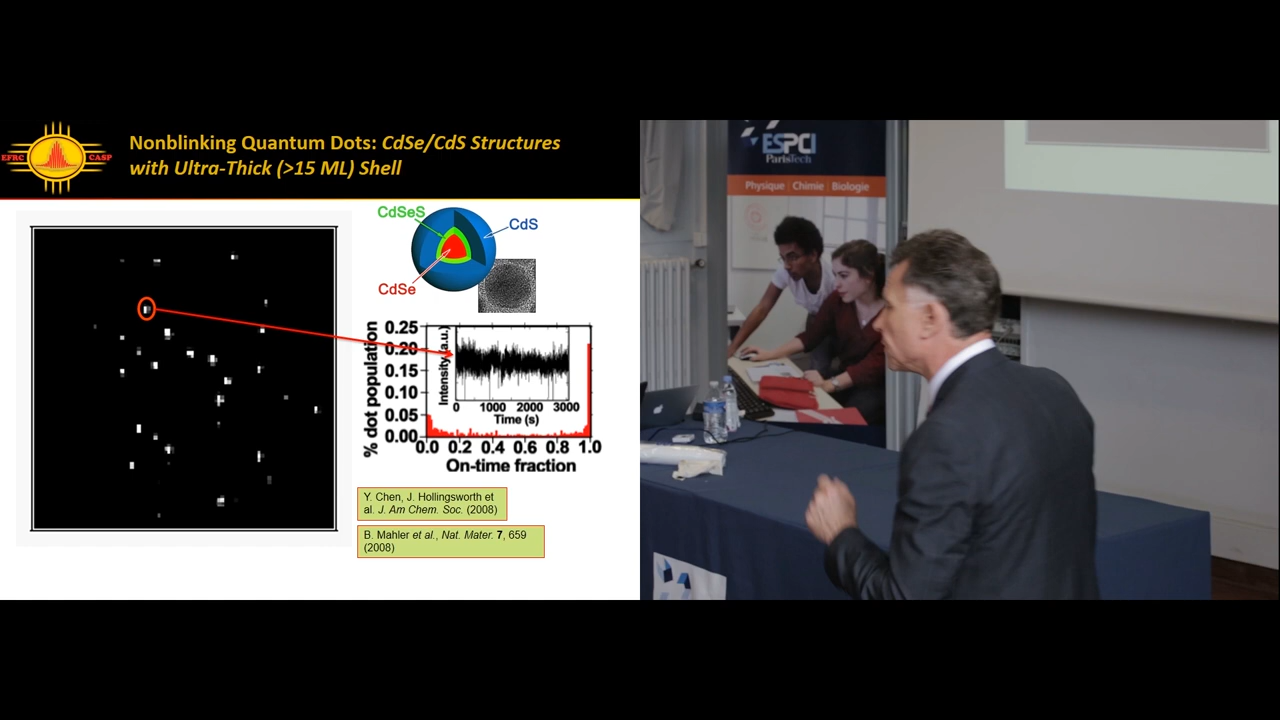 EFRC
CASP
Nonblinking Quantum Dots: CdSe/CdS Structures
with Ultra-Thick (>15 ML) Shell
CdSeS
CdS
CdSe
% dot population
0.25
0.20
0.15
0.10
0.05
0.00
Intensity (a.u.)
0
1000
2000
3000
Time (s)
0.0
0.2
0.4
0.6
0.8
1.0
On-time fraction
Y. Chen, J. Hollingsworth et
al. J. Am Chem. Soc. (2008)
B. Mahler et al., Nat. Mater. 7, 659
(2008)
ESPCI
ParisTech
Physique | Chimie | Biologie